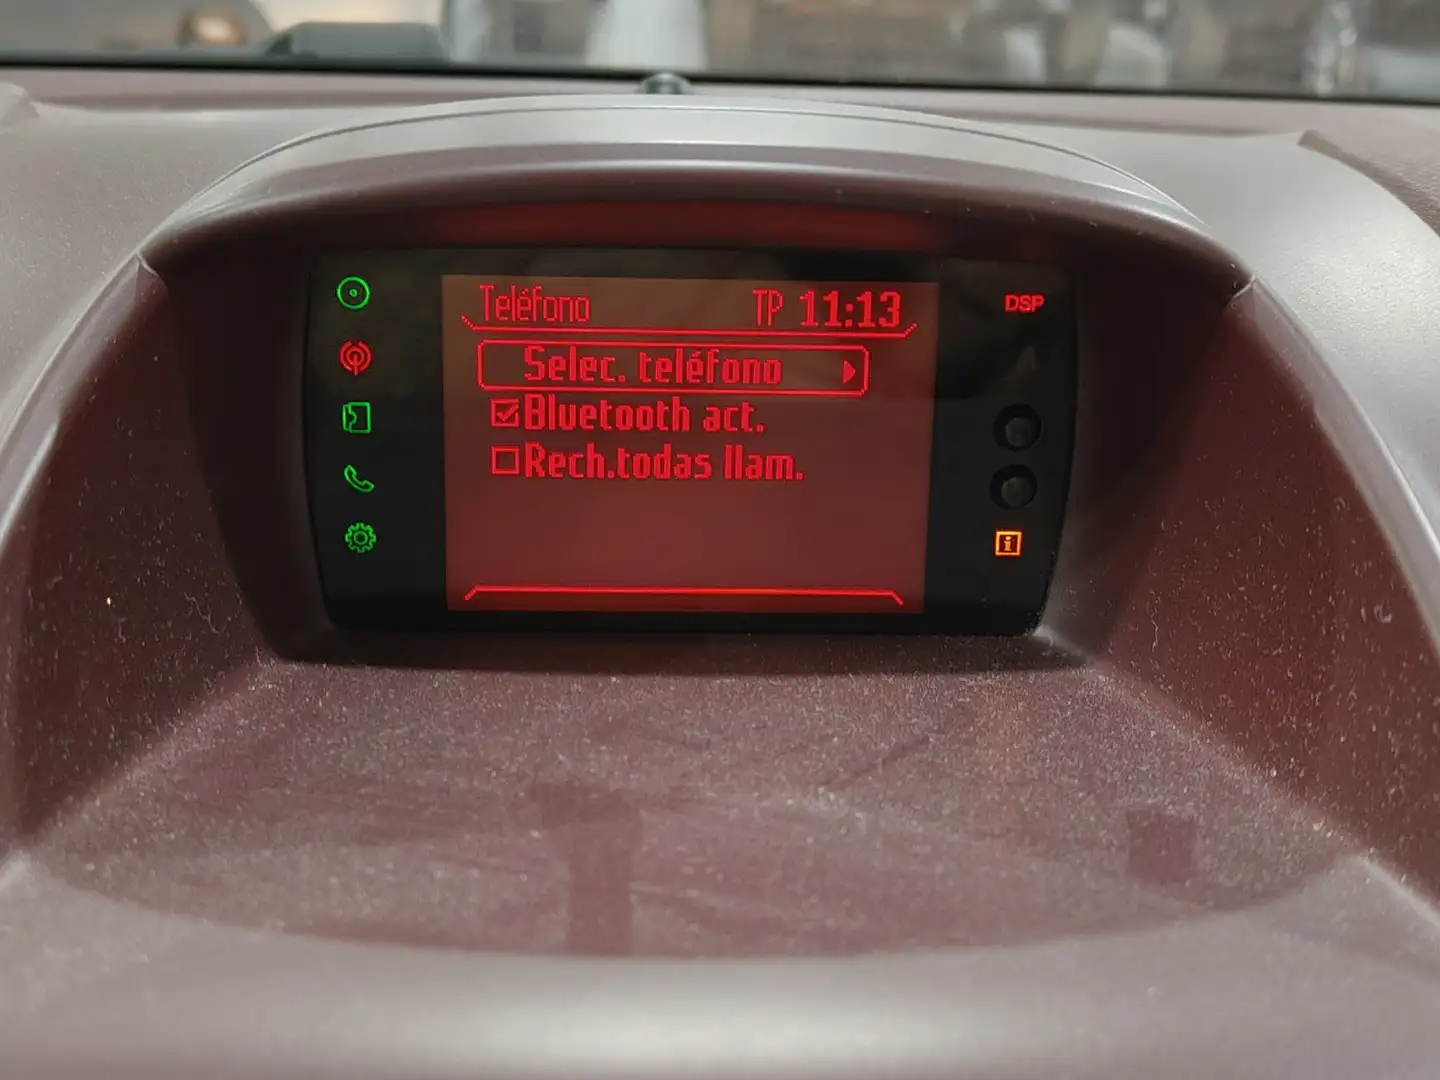 Teléfono TP 11:13
DSP
Selec. teléfono
Bluetooth act.
Rech.todas llam.
i